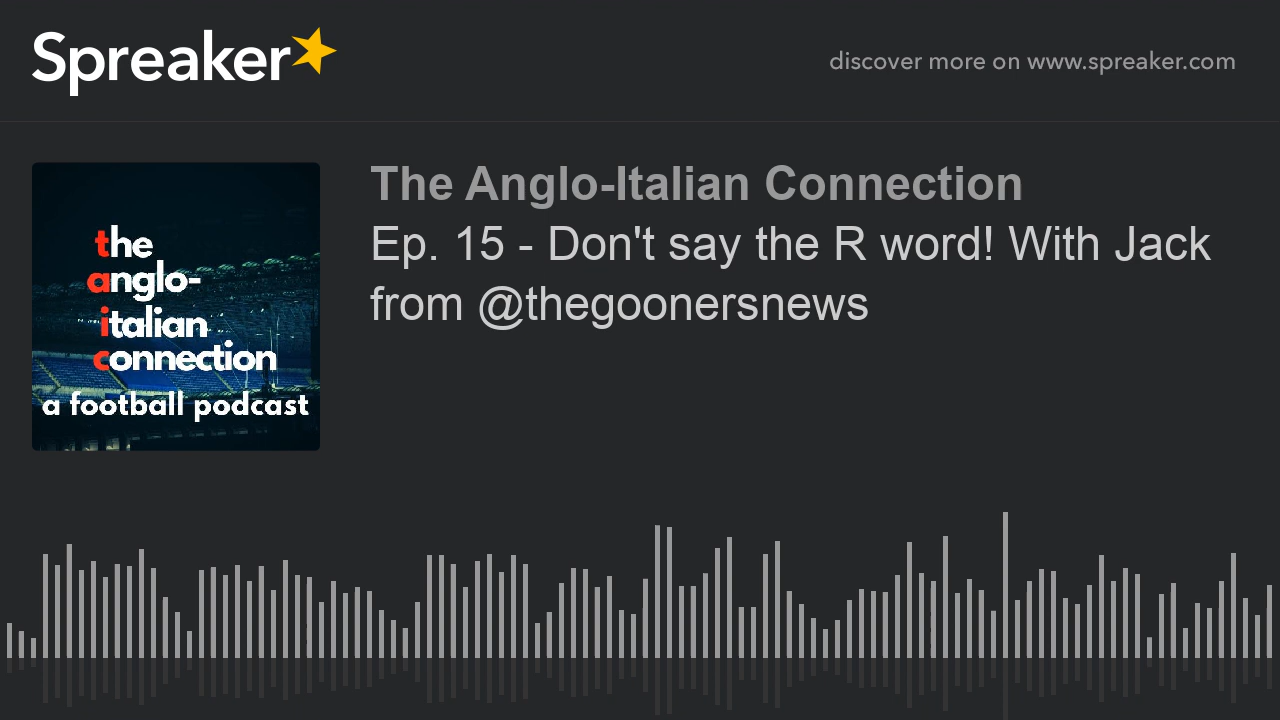 Spreaker
discover more on www.spreaker.com
the
anglo-
italian
connection
a football podcast
The Anglo-Italian Connection
Ep. 15 - Don't say the R word! With Jack
from @thegoonersnews